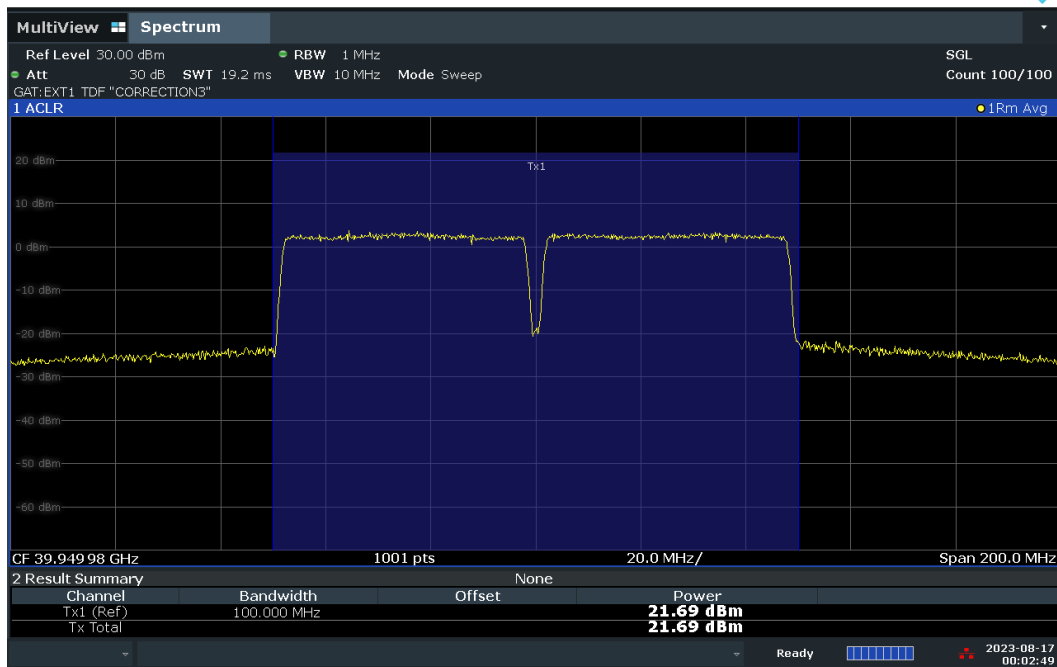 MultiView Spectrum
Ref Level 30.00 dBm RBW 1 MHz SGL
Att 30 dB SWT 19.2 ms VBW 10 MHz Mode Sweep Count 100/100
GAT:EXT1 TDF "CORRECTION3"
1 ACLR 1Rm Avg
Tx1
20 dBm
10 dBm
0 dBm
-10 dBm
-20 dBm
-30 dBm
-40 dBm
-50 dBm
-60 dBm
CF 39.94998 GHz 1001 pts 20.0 MHz/ Span 200.0 MHz
2 Result Summary None
Channel Bandwidth Offset Power
Tx1 (Ref) 100.000 MHz 21.69 dBm
Tx Total 21.69 dBm
Ready 2023-08-17
00:02:49